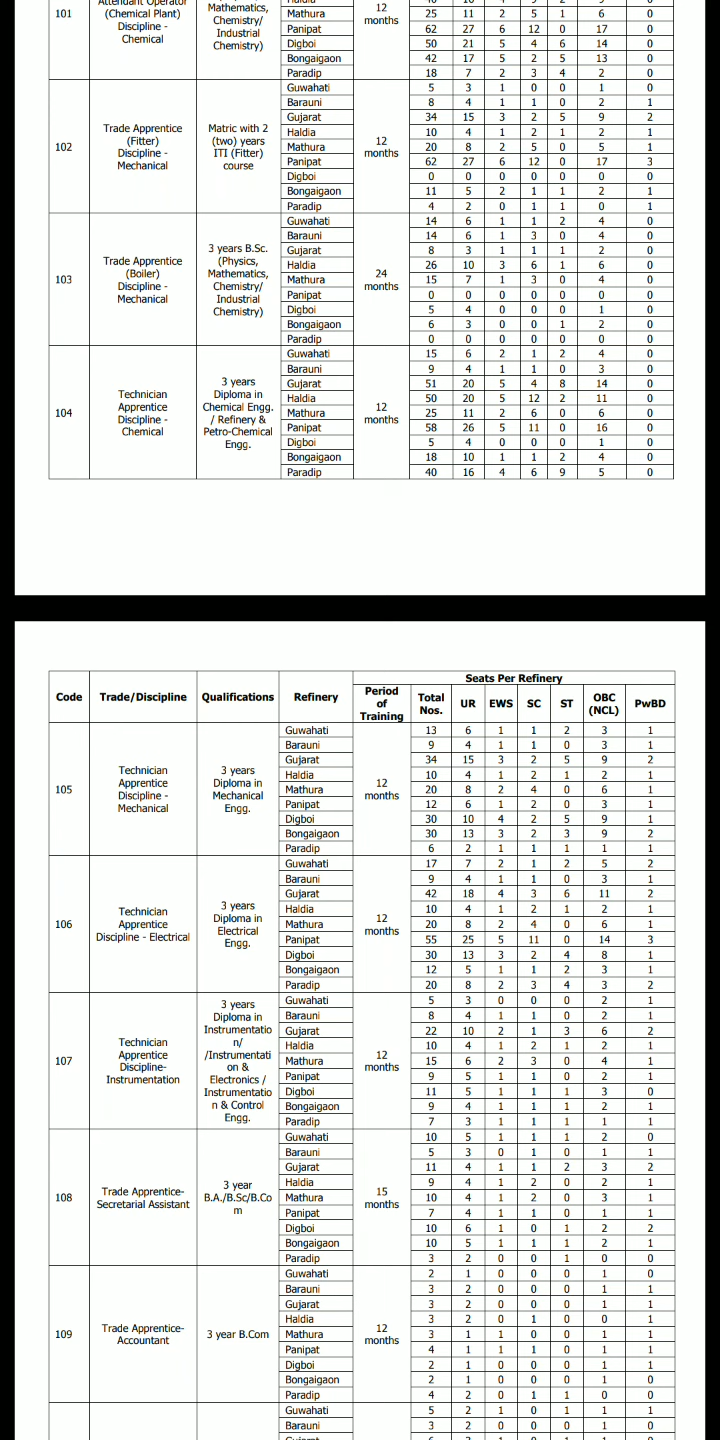 101
Attendant Operator
(Chemical Plant)
Discipline -
Chemical
Mathematics,
Chemistry/
Industrial
Chemistry)
12
months
Mathura 25 11 2 5 1 6 0
Panipat 62 27 6 12 0 17 0
Digboi 50 21 5 4 6 14 0
Bongaigaon 42 17 5 2 5 13 0
Paradip 18 7 2 3 4 2 0
102
Trade Apprentice
(Fitter)
Discipline -
Mechanical
Matric with 2
(two) years
ITI (Fitter)
course
12
months
Guwahati 5 3 1 0 0 1 0
Barauni 8 4 1 1 0 2 1
Gujarat 34 15 3 2 5 9 2
Haldia 10 4 1 2 1 2 1
Mathura 20 8 2 5 0 5 1
Panipat 62 27 6 12 0 17 3
Digboi 0 0 0 0 0 0 0
Bongaigaon 11 5 2 1 1 2 1
Paradip 4 2 0 1 1 0 1
103
Trade Apprentice
(Boiler)
Discipline -
Mechanical
3 years B.Sc.
(Physics,
Mathematics,
Chemistry/
Industrial
Chemistry)
24
months
Guwahati 14 6 1 1 2 4 0
Barauni 14 6 1 3 0 4 0
Gujarat 8 3 1 1 1 2 0
Haldia 26 10 3 6 1 6 0
Mathura 15 7 1 3 0 4 0
Panipat 0 0 0 0 0 0 0
Digboi 5 4 0 0 0 1 0
Bongaigaon 6 3 0 0 1 2 0
Paradip 0 0 0 0 0 0 0
104
Technician
Apprentice
Discipline -
Chemical
3 years
Diploma in
Chemical Engg.
/ Refinery &
Petro-Chemical
Engg.
12
months
Guwahati 15 6 2 1 2 4 0
Barauni 9 4 1 1 0 3 0
Gujarat 51 20 5 4 8 14 0
Haldia 50 20 5 12 2 11 0
Mathura 25 11 2 6 0 6 0
Panipat 58 26 5 11 0 16 0
Digboi 5 4 0 0 0 1 0
Bongaigaon 18 10 1 1 2 4 0
Paradip 40 16 4 6 9 5 0
Seats Per Refinery
Code Trade/Discipline Qualifications Refinery
Period
of
Training
Total
Nos.
UR EWS SC ST
OBC
(NCL)
PwBD
105
Technician
Apprentice
Discipline -
Mechanical
3 years
Diploma in
Mechanical
Engg.
12
months
Guwahati 13 6 1 1 2 3 1
Barauni 9 4 1 1 0 3 1
Gujarat 34 15 3 2 5 9 2
Haldia 10 4 1 2 1 2 1
Mathura 20 8 2 4 0 6 1
Panipat 12 6 1 2 0 3 1
Digboi 30 10 4 2 5 9 1
Bongaigaon 30 13 3 2 3 9 2
Paradip 6 2 1 1 1 1 1
106
Technician
Apprentice
Discipline - Electrical
3 years
Diploma in
Electrical
Engg.
12
months
Guwahati 17 7 2 1 2 5 2
Barauni 9 4 1 1 0 3 1
Gujarat 42 18 4 3 6 11 2
Haldia 10 4 1 2 1 2 1
Mathura 20 8 2 4 0 6 1
Panipat 55 25 5 11 0 14 3
Digboi 30 13 3 2 4 8 1
Bongaigaon 12 5 1 1 2 3 1
Paradip 20 8 2 3 4 3 2
107
Technician
Apprentice
Discipline-
Instrumentation
3 years
Diploma in
Instrumentatio
n/
/Instrumentati
on &
Electronics /
Instrumentatio
n & Control
Engg.
12
months
Guwahati 5 3 0 0 0 2 1
Barauni 8 4 1 1 0 2 1
Gujarat 22 10 2 1 3 6 2
Haldia 10 4 1 2 1 2 1
Mathura 15 6 2 3 0 4 1
Panipat 9 5 1 1 0 2 1
Digboi 11 5 1 1 1 3 0
Bongaigaon 9 4 1 1 1 2 1
Paradip 7 3 1 1 1 1 1
108
Trade Apprentice-
Secretarial Assistant
3 year
B.A./B.Sc/B.Co
m
15
months
Guwahati 10 5 1 1 1 2 0
Barauni 5 3 0 1 0 1 1
Gujarat 11 4 1 1 2 3 2
Haldia 9 4 1 2 0 2 1
Mathura 10 4 1 2 0 3 1
Panipat 7 4 1 1 0 1 1
Digboi 10 6 1 0 1 2 2
Bongaigaon 10 5 1 1 1 2 1
Paradip 3 2 0 0 1 0 0
109
Trade Apprentice-
Accountant
3 year B.Com
12
months
Guwahati 2 1 0 0 0 1 0
Barauni 3 2 0 0 0 1 1
Gujarat 3 2 0 0 0 1 1
Haldia 3 2 0 1 0 0 1
Mathura 3 1 1 0 0 1 1
Panipat 4 1 1 1 0 1 1
Digboi 2 1 0 0 0 1 1
Bongaigaon 2 1 0 0 0 1 0
Paradip 4 2 0 1 1 0 0
Guwahati 5 2 1 0 1 1 1
Barauni 3 2 0 0 0 1 0